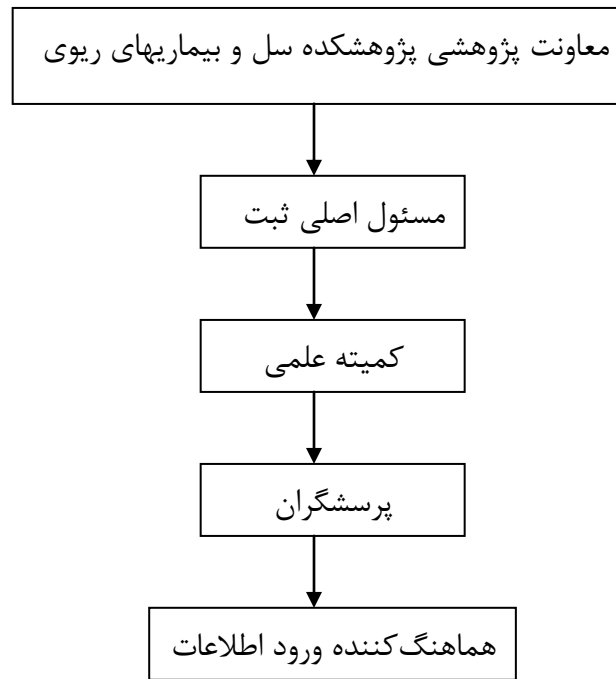 معاونت پژوهشی پژوهشکده سل و بیماریهای ریوی
مسئول اصلی ثبت
کمیته علمی
پرسشگران
هماهنگ‌کننده ورود اطلاعات